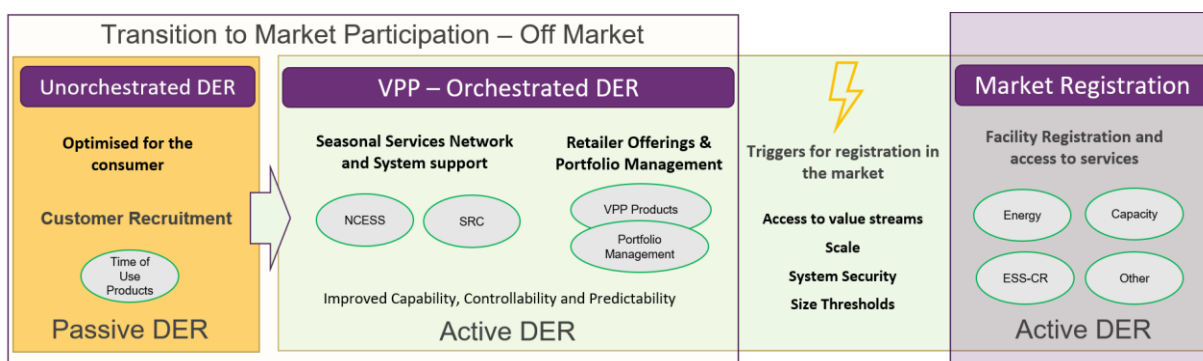 Transition to Market Participation – Off Market
Unorchestrated DER
Optimised for the
consumer
Customer Recruitment
Time of
Use
Products
Passive DER
VPP – Orchestrated DER
Seasonal Services Network
and System support
NCESS
SRC
Retailer Offerings &
Portfolio Management
VPP Products
Portfolio
Management
Improved Capability, Controllability and Predictability
Active DER
Triggers for registration in
the market
Access to value streams
Scale
System Security
Size Thresholds
Market Registration
Facility Registration and
access to services
Energy
Capacity
ESS-CR
Other
Active DER